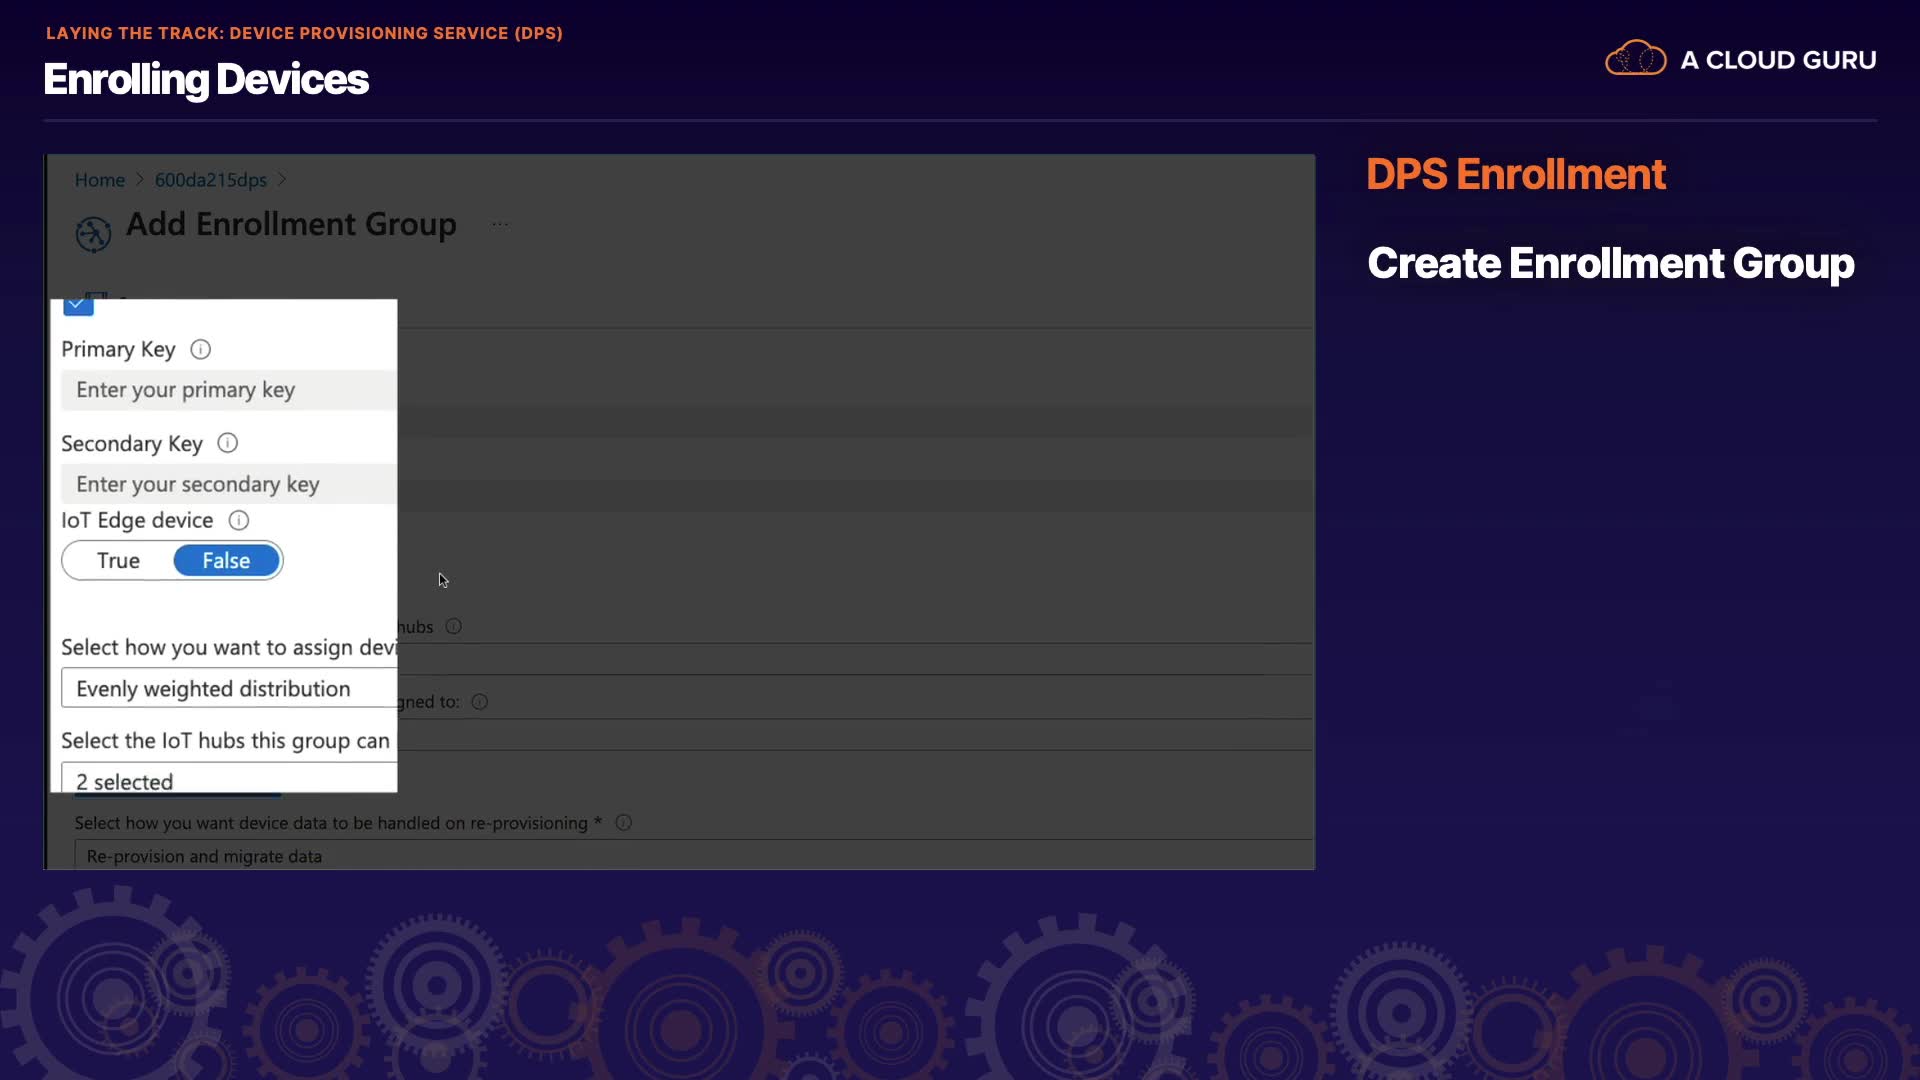 LAYING THE TRACK: DEVICE PROVISIONING SERVICE (DPS)
Enrolling Devices
A CLOUD GURU
Home > 600da215dps >
Add Enrollment Group ...
DPS Enrollment
Create Enrollment Group
Primary Key
Enter your primary key
Secondary Key
Enter your secondary key
IoT Edge device
True False
hubs
Select how you want to assign devi
Evenly weighted distribution
gned to:
Select the IoT hubs this group can
2 selected
Select how you want device data to be handled on re-provisioning *
Re-provision and migrate data